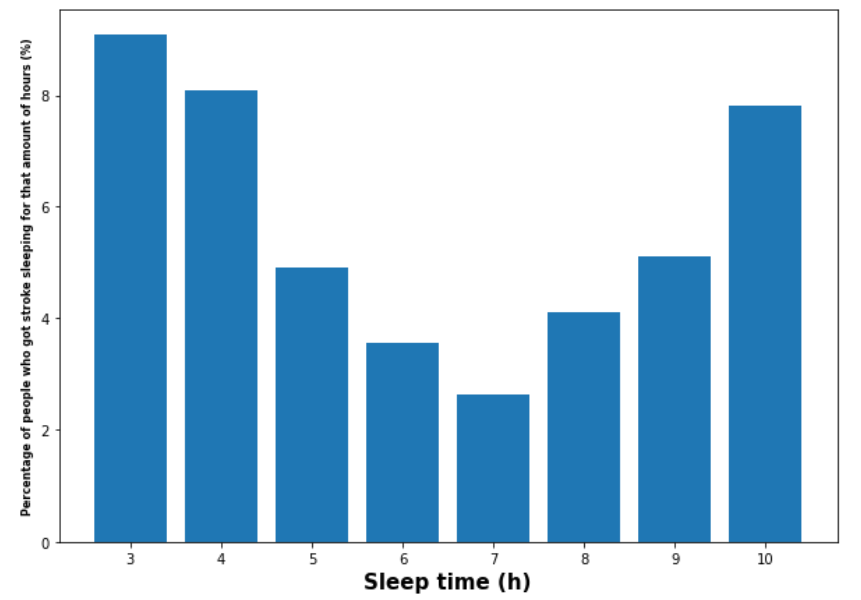 Percentage of people who got stroke sleeping for that amount of hours (%)
8
6
4
2
0
3 4 5 6 7 8 9 10
Sleep time (h)